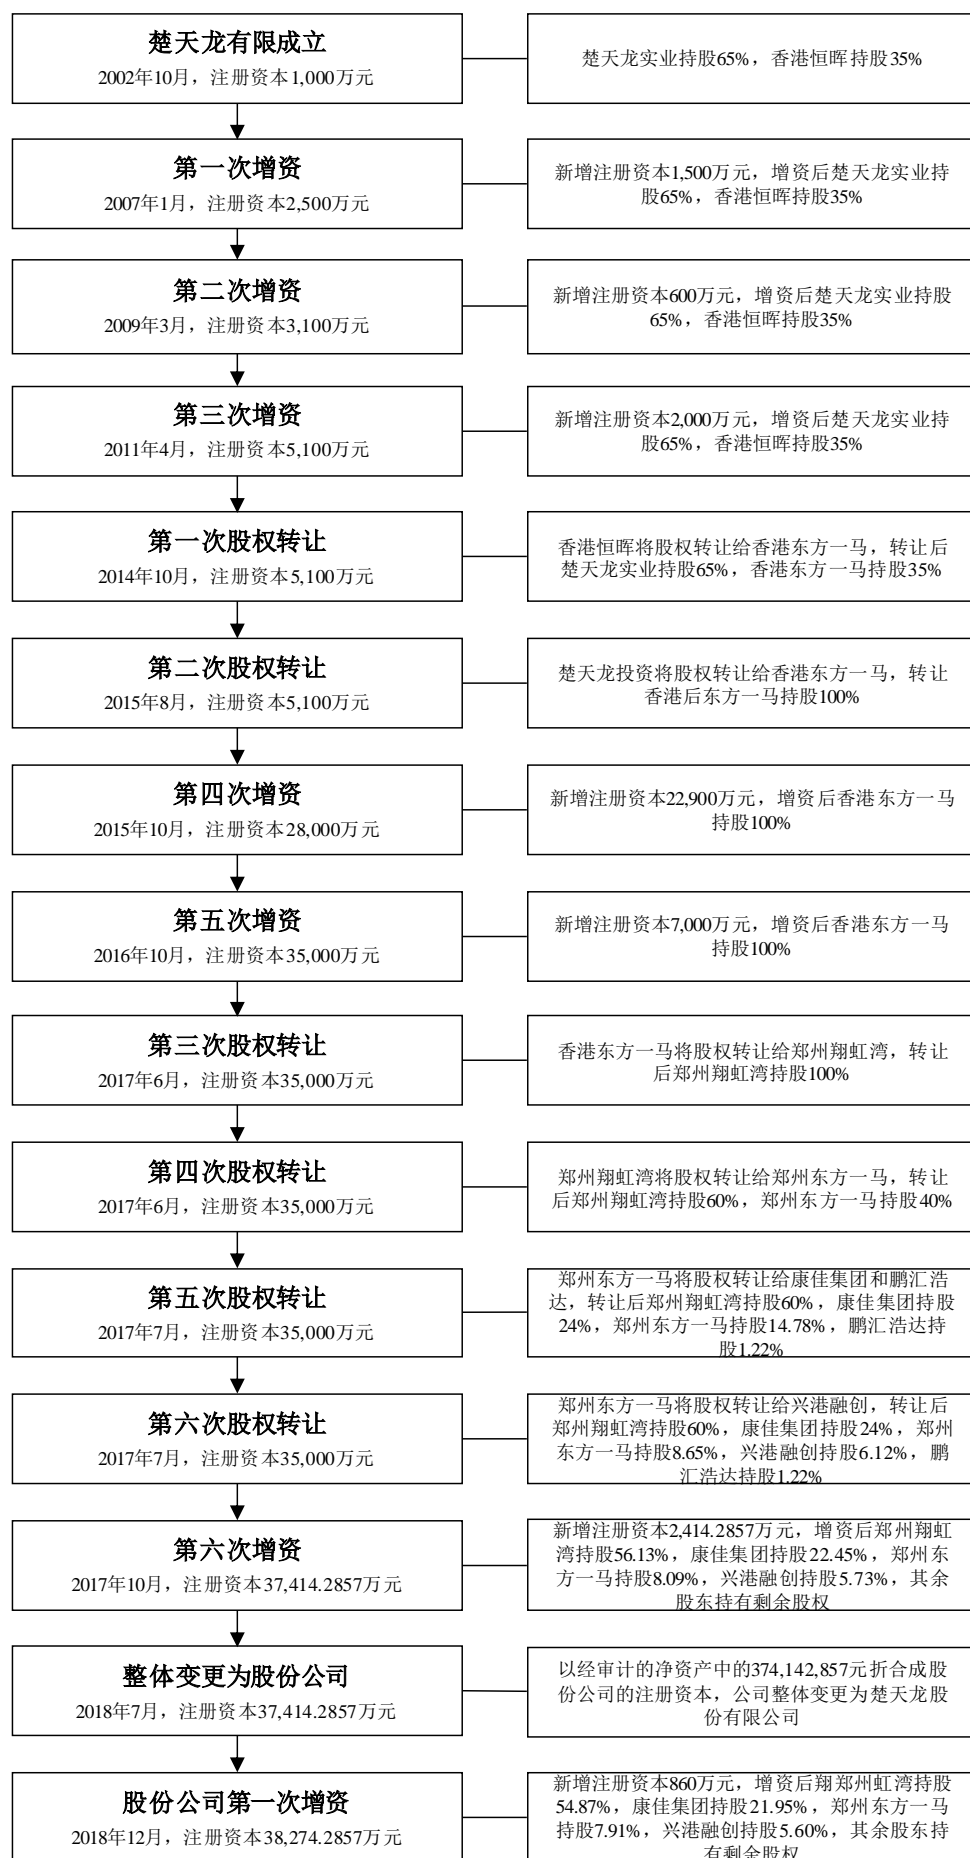 楚天龙有限成立
2002年10月，注册资本1,000万元
楚天龙实业持股65%，香港恒晖持股35%
第一次增资
2007年1月，注册资本2,500万元
新增注册资本1,500万元，增资后楚天龙实业持
股65%，香港恒晖持股35%
第二次增资
2009年3月，注册资本3,100万元
新增注册资本600万元，增资后楚天龙实业持股
65%，香港恒晖持股35%
第三次增资
2011年4月，注册资本5,100万元
新增注册资本2,000万元，增资后楚天龙实业持
股65%，香港恒晖持股35%
第一次股权转让
2014年10月，注册资本5,100万元
香港恒晖将股权转让给香港东方一马，转让后
楚天龙实业持股65%，香港东方一马持股35%
第二次股权转让
2015年8月，注册资本5,100万元
楚天龙投资将股权转让给香港东方一马，转让
香港后东方一马持股100%
第四次增资
2015年10月，注册资本28,000万元
新增注册资本22,900万元，增资后香港东方一马
持股100%
第五次增资
2016年10月，注册资本35,000万元
新增注册资本7,000万元，增资后香港东方一马
持股100%
第三次股权转让
2017年6月，注册资本35,000万元
香港东方一马将股权转让给郑州翔虹湾，转让
后郑州翔虹湾持股100%
第四次股权转让
2017年6月，注册资本35,000万元
郑州翔虹湾将股权转让给郑州东方一马，转让
后郑州翔虹湾持股60%，郑州东方一马持股40%
第五次股权转让
2017年7月，注册资本35,000万元
郑州东方一马将股权转让给康佳集团和鹏汇浩
达，转让后郑州翔虹湾持股60%，康佳集团持股
24%，郑州东方一马持股14.78%，鹏汇浩达持
股1.22%
第六次股权转让
2017年7月，注册资本35,000万元
郑州东方一马将股权转让给兴港融创，转让后
郑州翔虹湾持股60%，康佳集团持股24%，郑州
东方一马持股8.65%，兴港融创持股6.12%，鹏
汇浩达持股1.22%
第六次增资
2017年10月，注册资本37,414.2857万元
新增注册资本2,414.2857万元，增资后郑州翔虹
湾持股56.13%，康佳集团持股22.45%，郑州东
方一马持股8.09%，兴港融创持股5.73%，其余
股东持有剩余股权
整体变更为股份公司
2018年7月，注册资本37,414.2857万元
以经审计的净资产中的374,142,857元折合成股
份公司的注册资本，公司整体变更为楚天龙股
份有限公司
股份公司第一次增资
2018年12月，注册资本38,274.2857万元
新增注册资本860万元，增资后翔郑州虹湾持股
54.87%，康佳集团持股21.95%，郑州东方一马
持股7.91%，兴港融创持股5.60%，其余股东持
有剩余股权